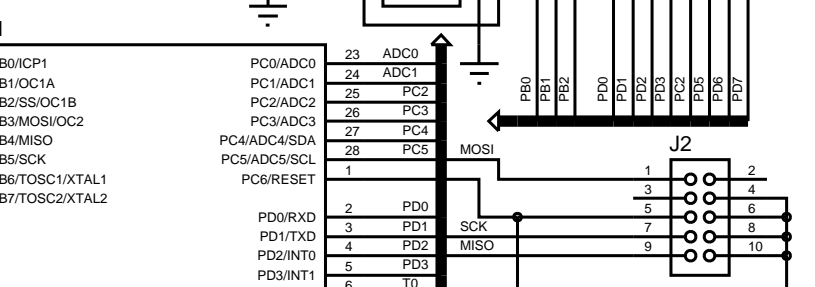 PB0
PB1
PB2
PD0
PD1
PD2
PD3
PC2
PD5
PD6
PD7
B0/ICP1 PC0/ADC0 23 ADC0
B1/OC1A PC1/ADC1 24 ADC1
B2/SS/OC1B PC2/ADC2 25 PC2
B3/MOSI/OC2 PC3/ADC3 26 PC3
B4/MISO PC4/ADC4/SDA 27 PC4
B5/SCK PC5/ADC5/SCL 28 PC5 MOSI
B6/TOSC1/XTAL1 PC6/RESET 1
B7/TOSC2/XTAL2
PD0/RXD 2 PD0
PD1/TXD 3 PD1 SCK
PD2/INT0 4 PD2 MISO
PD3/INT1 5 PD3
6 T0
J2
1 2
3 4
5 6
7 8
9 10